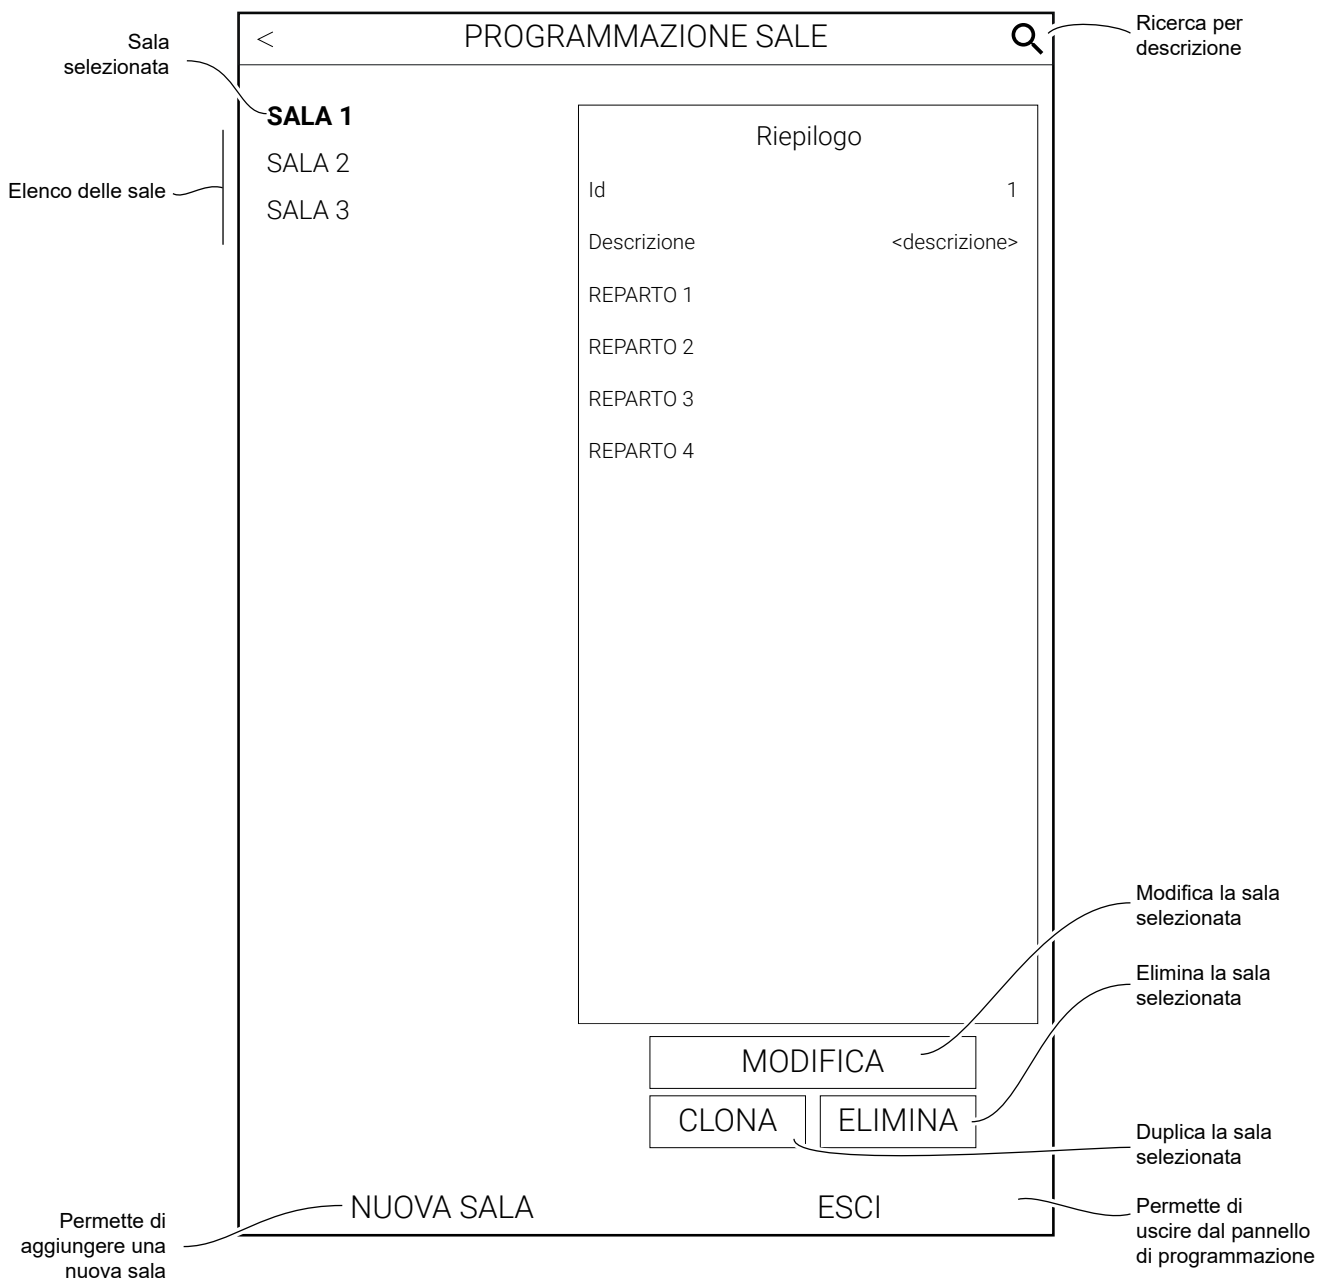 Sala
selezionata
Elenco delle sale
Permette di
aggiungere una
nuova sala
< PROGRAMMAZIONE SALE
SALA 1
SALA 2
SALA 3
Riepilogo
Id 1
Descrizione <descrizione>
REPARTO 1
REPARTO 2
REPARTO 3
REPARTO 4
MODIFICA
CLONA ELIMINA
NUOVA SALA ESCI
Ricerca per
descrizione
Modifica la sala
selezionata
Elimina la sala
selezionata
Duplica la sala
selezionata
Permette di
uscire dal pannello
di programmazione